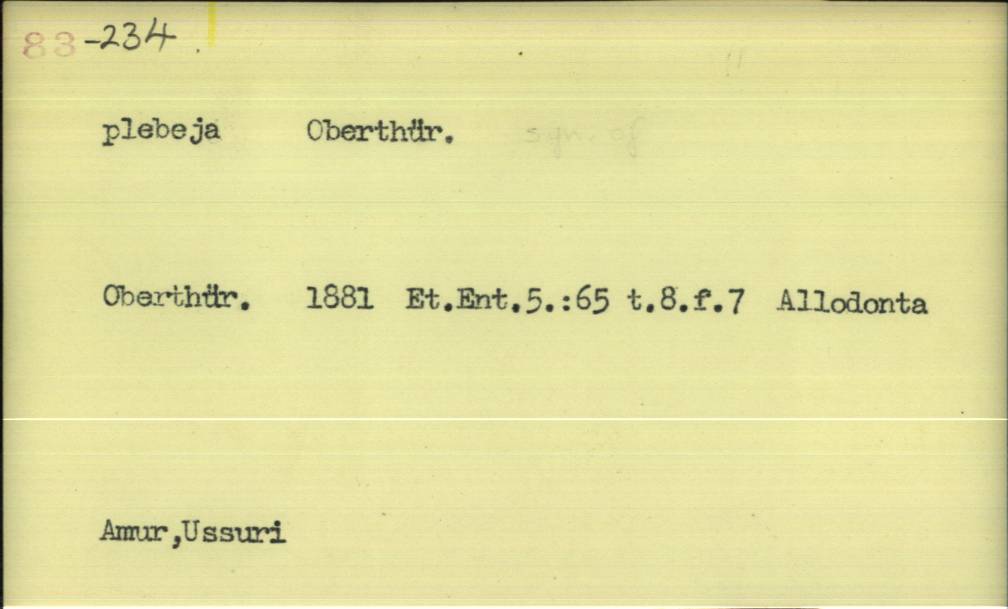 83-234
plebeja Oberthür.
Oberthür. 1881 Et.Ent.5.:65 t.8.f.7 Allodonta
Amur,Ussuri